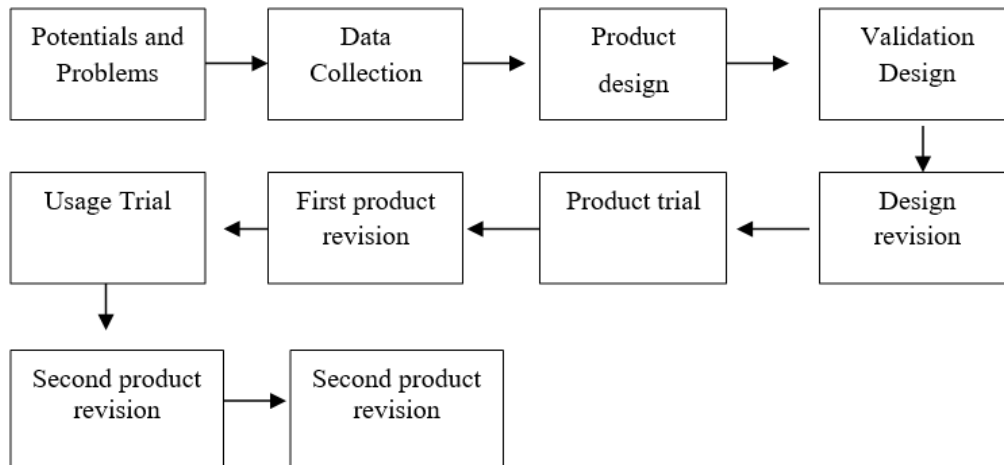 Potentials and
Problems
Data
Collection
Product
design
Validation
Design
Design
revision
Product trial
First product
revision
Usage Trial
Second product
revision
Second product
revision